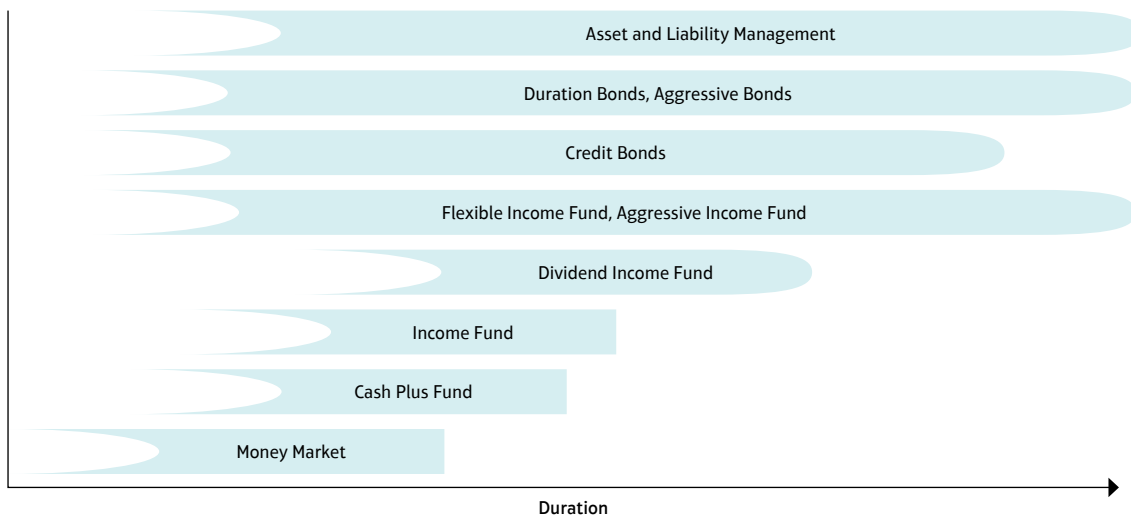 Asset and Liability Management
Duration Bonds, Aggressive Bonds
Credit Bonds
Flexible Income Fund, Aggressive Income Fund
Dividend Income Fund
Income Fund
Cash Plus Fund
Money Market
Duration